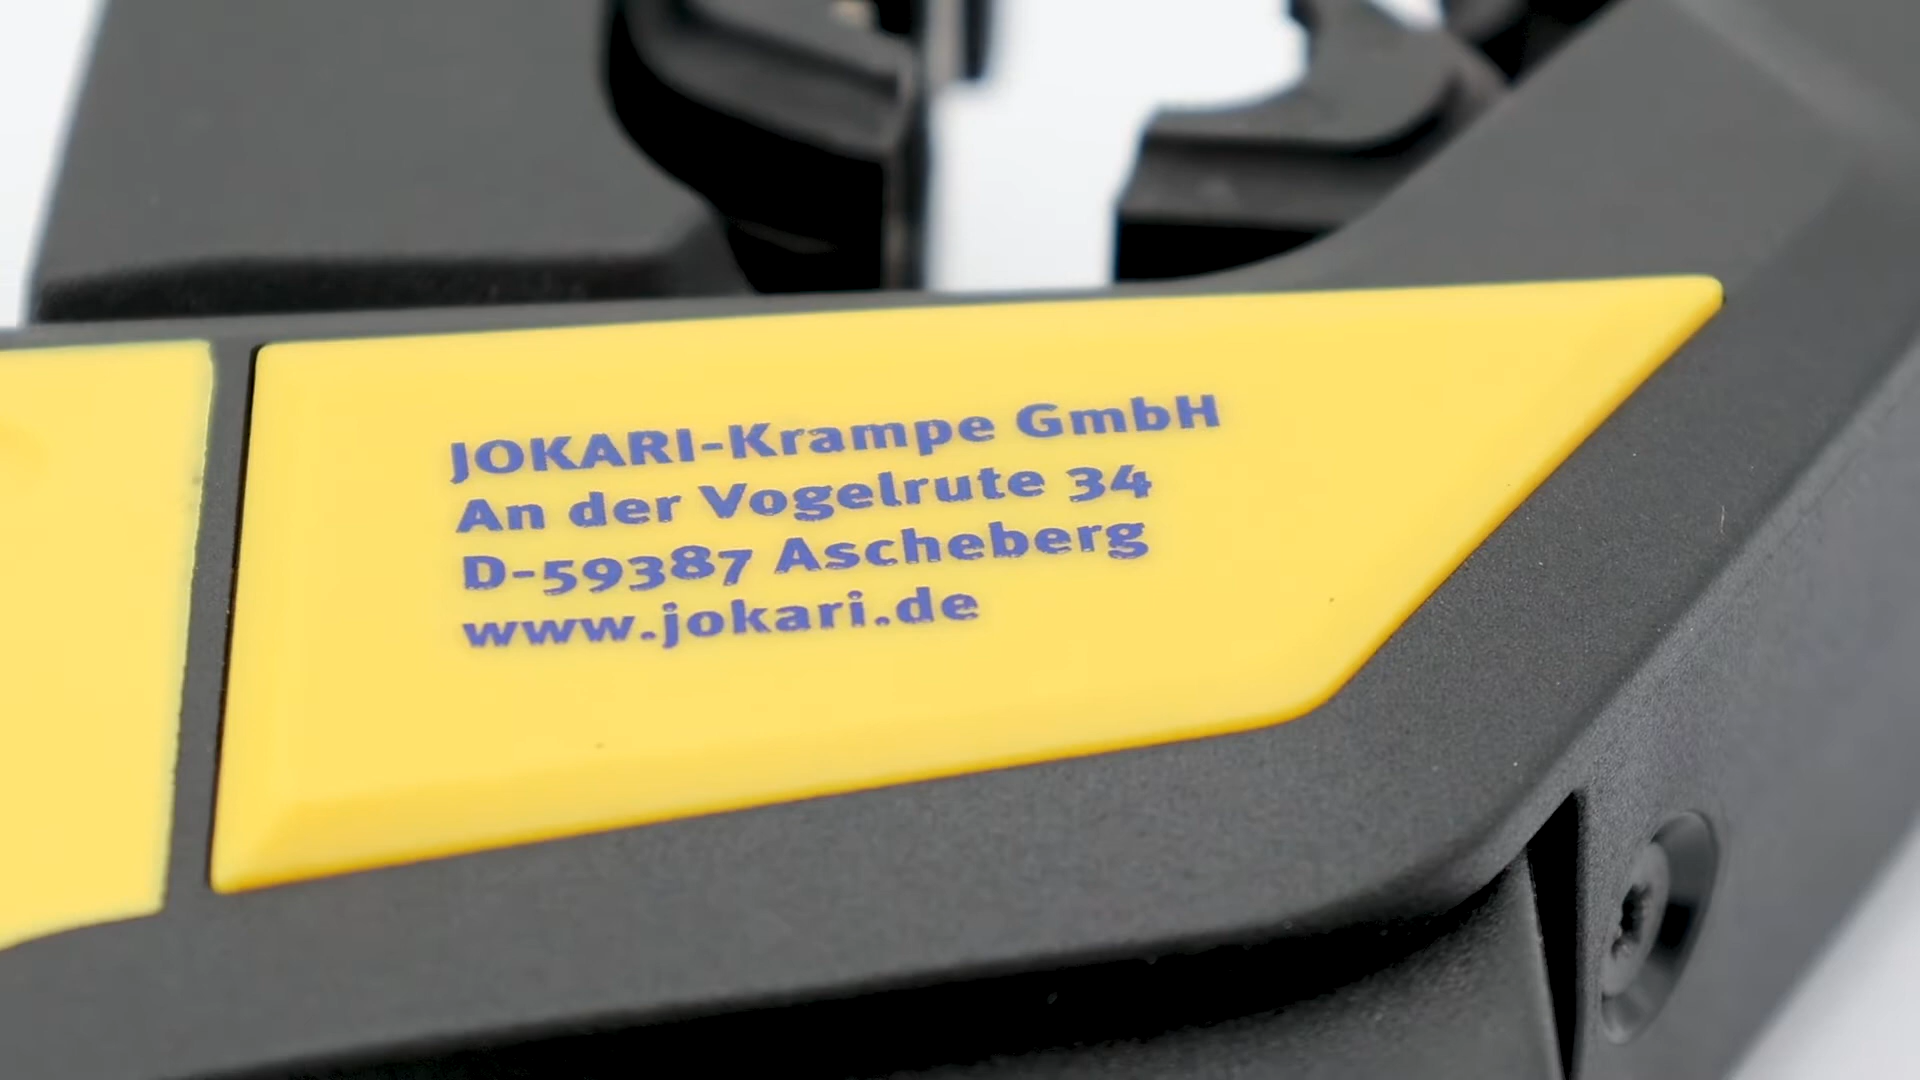 JOKARI-Krampe GmbH
An der Vogelrute 34
D-59387 Ascheberg
www.jokari.de